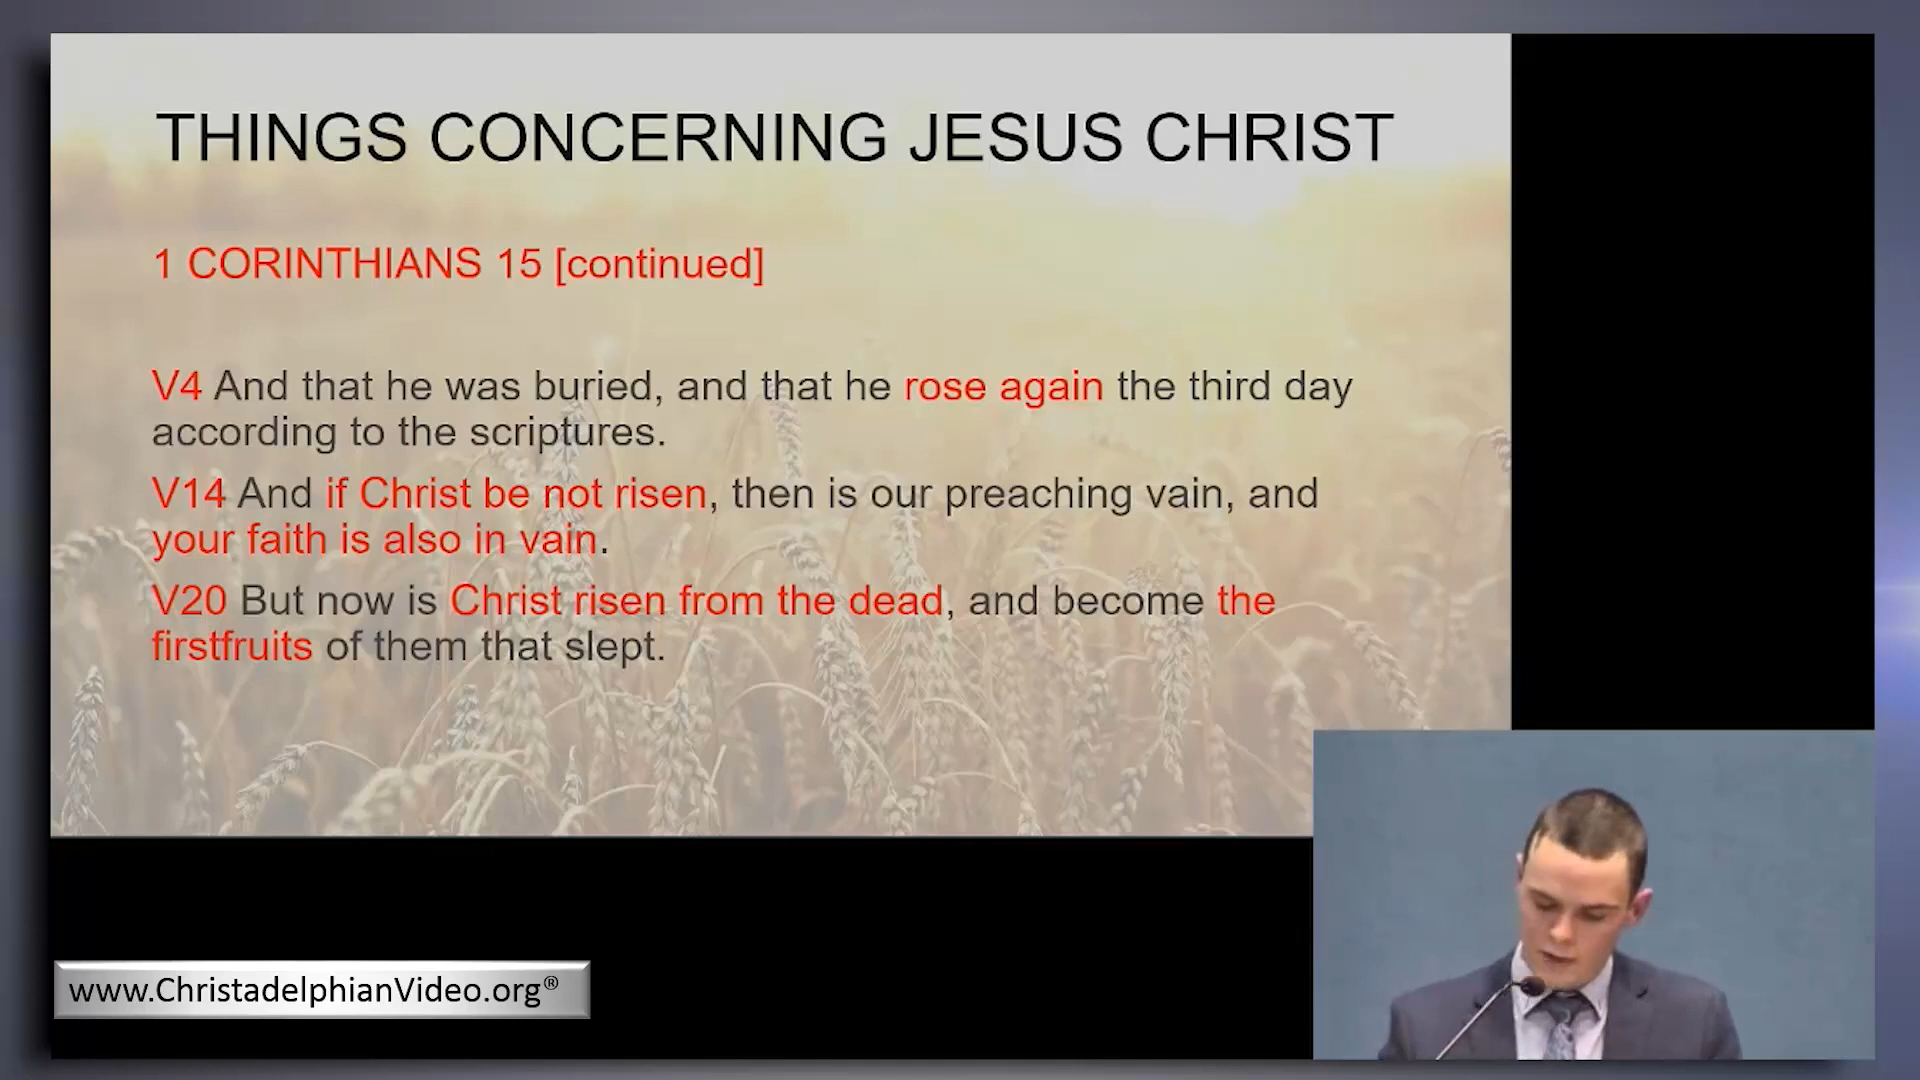 THINGS CONCERNING JESUS CHRIST
1 CORINTHIANS 15 [continued]
V4 And that he was buried, and that he rose again the third day
according to the scriptures.
V14 And if Christ be not risen, then is our preaching vain, and
your faith is also in vain.
V20 But now is Christ risen from the dead, and become the
firstfruits of them that slept.
www.ChristadelphianVideo.org®